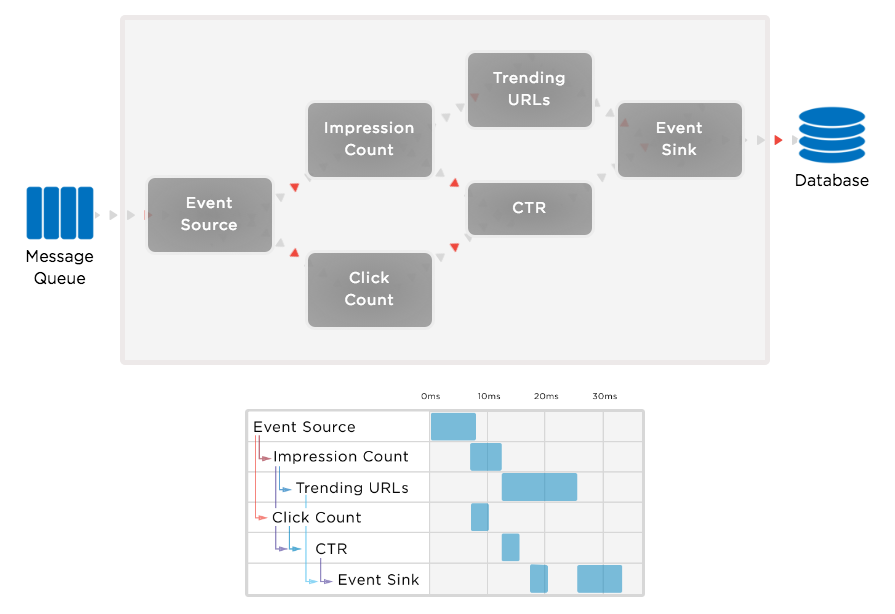 Trending
URLs
Impression
Count
Event
Sink
Database
Event
Source
CTR
Message
Queue
Click
Count
0ms 10ms 20ms 30ms
Event Source
Impression Count
Trending URLs
Click Count
CTR
Event Sink